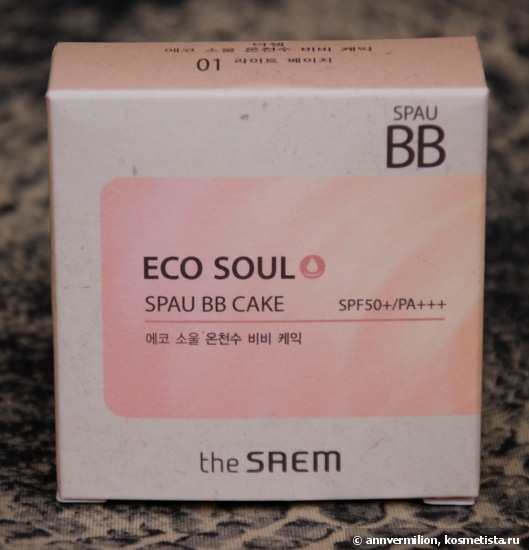 더샘
에코 소울 온천수 비비 케익
01 라이트 베이지
SPAU
BB
ECO SOUL
SPAU BB CAKE SPF50+/PA+++
에코 소울 온천수 비비 케익
the SAEM
© annvermilion, kosmetista.ru